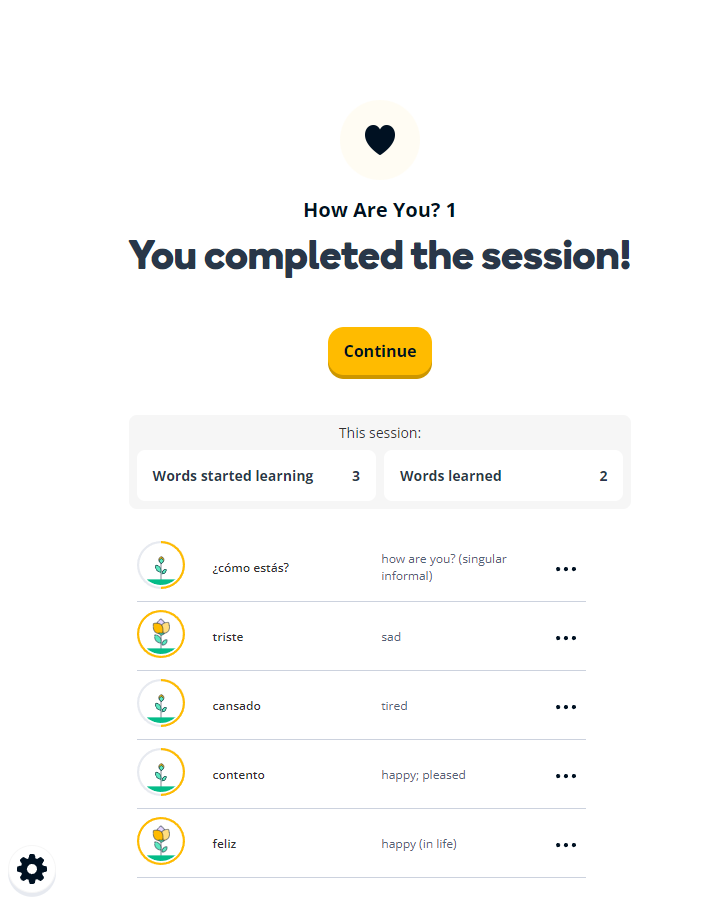 How Are You? 1
You completed the session!
Continue
This session:
Words started learning 3
Words learned 2
¿cómo estás?
how are you? (singular
informal)
triste
sad
cansado
tired
contento
happy; pleased
feliz
happy (in life)